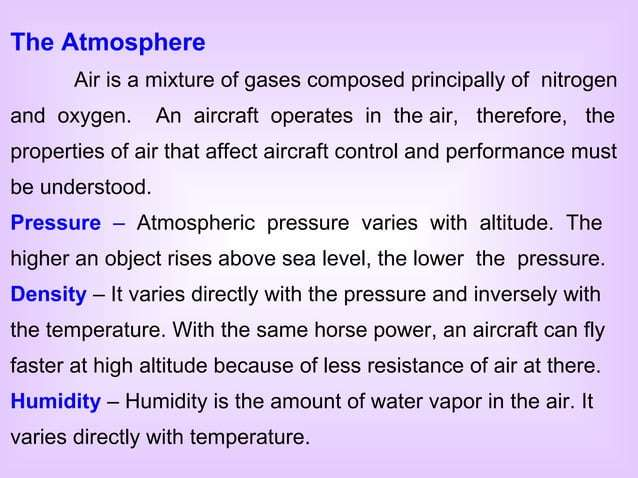 The Atmosphere
Air is a mixture of gases composed principally of nitrogen
and oxygen. An aircraft operates in the air, therefore, the
properties of air that affect aircraft control and performance must
be understood.
Pressure – Atmospheric pressure varies with altitude. The
higher an object rises above sea level, the lower the pressure.
Density – It varies directly with the pressure and inversely with
the temperature. With the same horse power, an aircraft can fly
faster at high altitude because of less resistance of air at there.
Humidity – Humidity is the amount of water vapor in the air. It
varies directly with temperature.